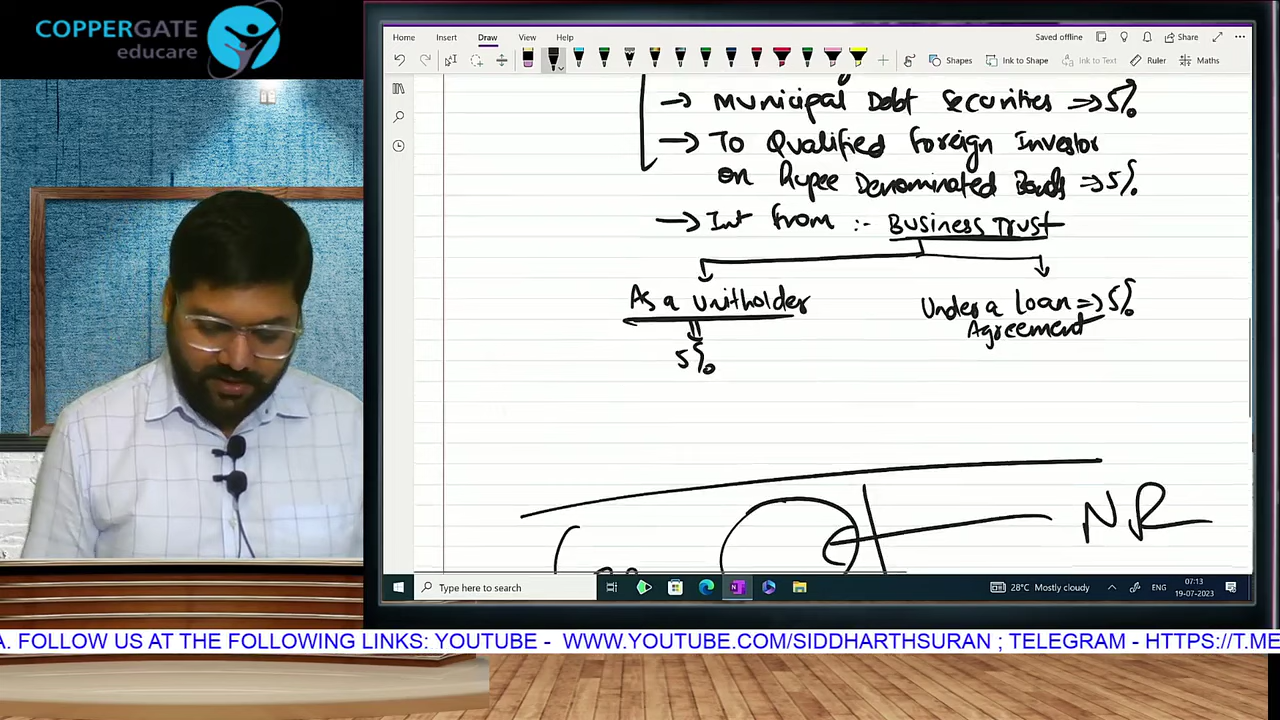 COPPERGATE
educare
Home Insert Draw View Help
Saved offline
Share
Shapes
Ink to Shape
Ink to Text
Ruler
Maths
→ Municipal Debt Securities ⇒ 5%
→ To Qualified Foreign Investor
on Rupee Denominated Bonds ⇒ 5%
→ Int from :- Business Trust
As a unitholder
5%
Under a Loan ⇒ 5%
Agreement
NR
Type here to search
28°C Mostly cloudy
ENG
07:13
19-07-2023
A. FOLLOW US AT THE FOLLOWING LINKS: YOUTUBE - WWW.YOUTUBE.COM/SIDDHARTHSURAN ; TELEGRAM - HTTPS://T.ME